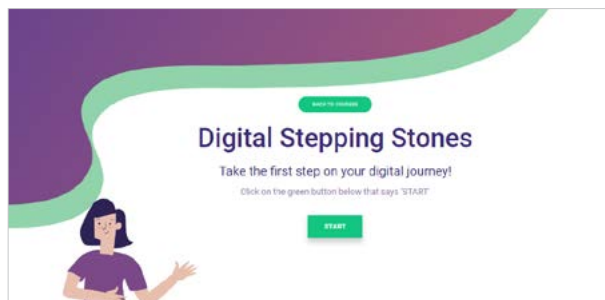 BACK TO COURSES
Digital Stepping Stones
Take the first step on your digital journey!
Click on the green button below that says 'START'
START